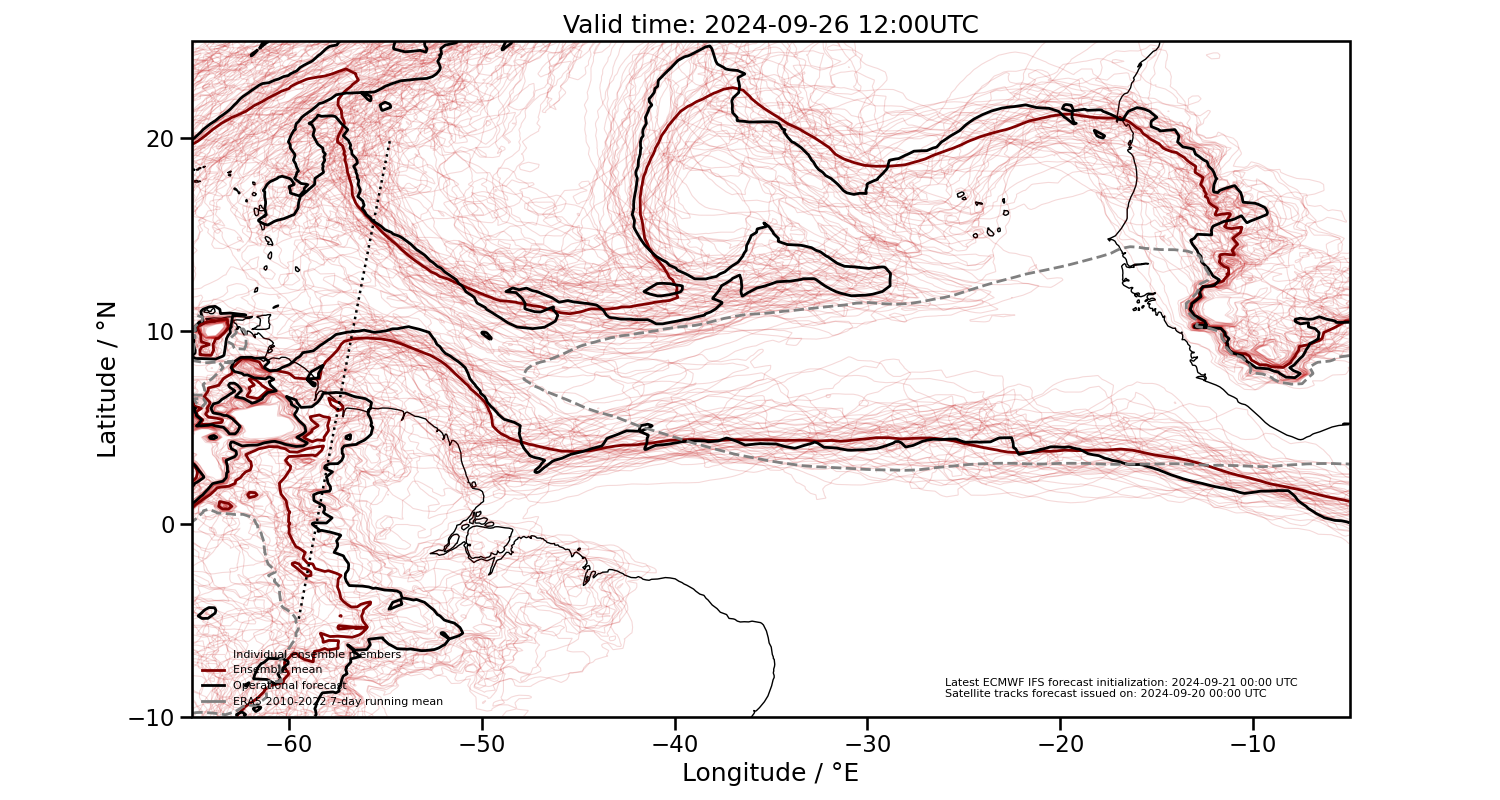 Valid time: 2024-09-26 12:00UTC
20
10
0
−10
Latitude / °N
−60
−50
−40
−30
−20
−10
Longitude / °E
Individual ensemble members
Ensemble mean
Operational forecast
ERA5 2010-2022 7-day running mean
Latest ECMWF IFS forecast initialization: 2024-09-21 00:00 UTC
Satellite tracks forecast issued on: 2024-09-20 00:00 UTC